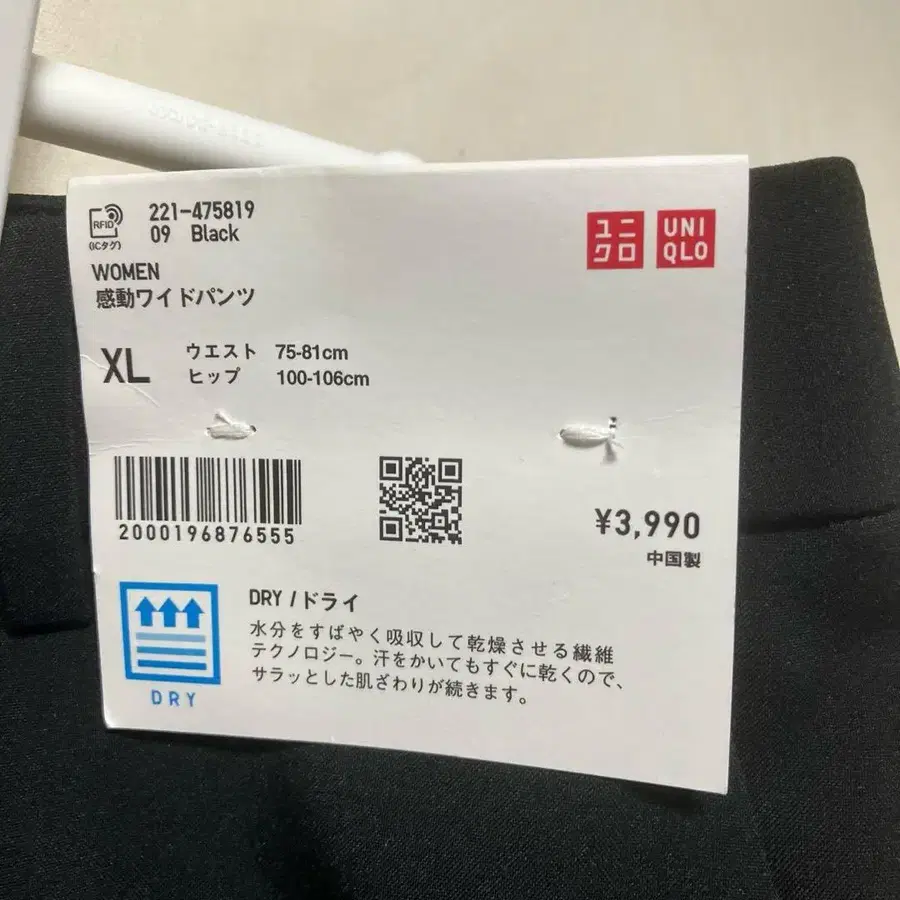 RFID
(ICタグ)
221-475819
09 Black
WOMEN
感動ワイドパンツ
ユニ
クロ
UNI
QLO
XL
ウエスト 75-81cm
ヒップ 100-106cm
2000196876555
¥3,990
中国製
DRY / ドライ
水分をすばやく吸収して乾燥させる繊維
テクノロジー。汗をかいてもすぐに乾くので、
サラッとした肌ざわりが続きます。
DRY